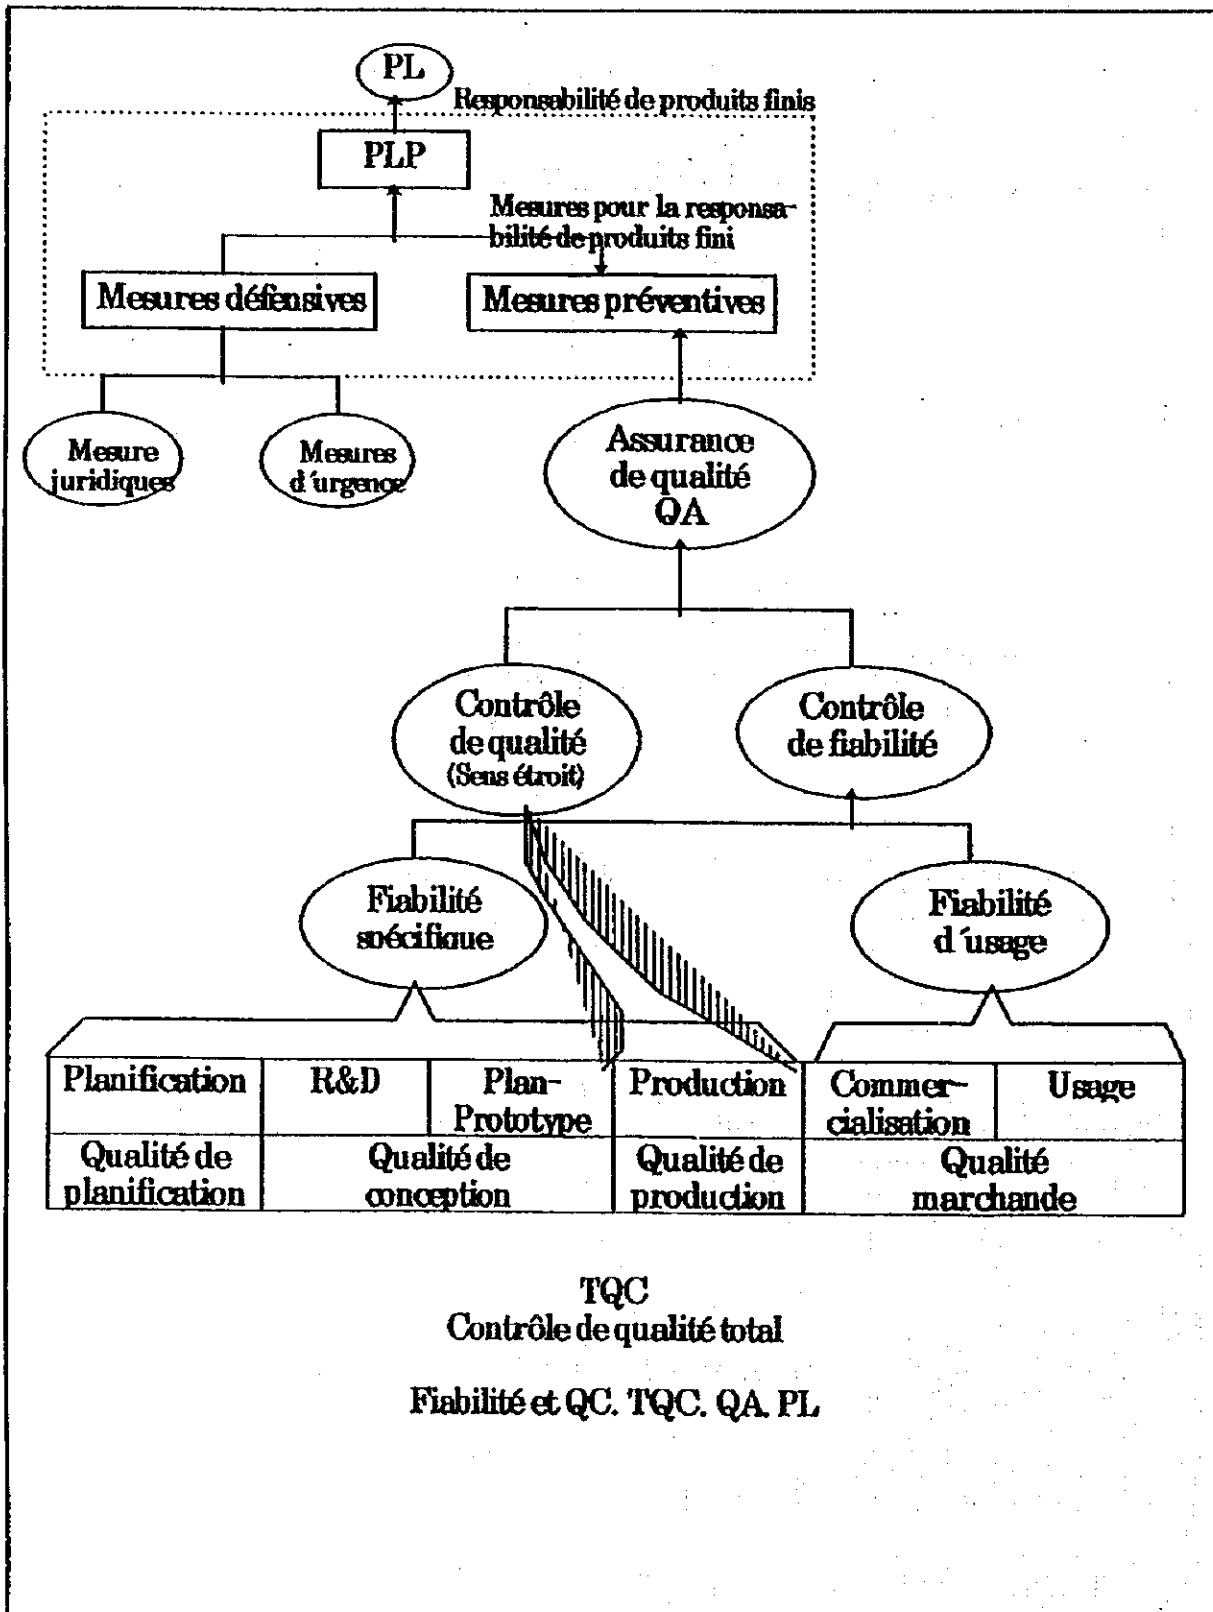 PL
Responsabilité de produits finis
PLP
Mesures pour la responsa-
bilité de produits fini
Mesures défensives
Mesures préventives
Mesure
juridiques
Mesures
d´urgence
Assurance
de qualité
QA
Contrôle
de qualité
(Sens étroit)
Contrôle
de fiabilité
Fiabilité
spécifique
Fiabilité
d´usage
Planification
R&D
Plan-
Prototype
Production
Commer-
cialisation
Usage
Qualité de
planification
Qualité de
conception
Qualité de
production
Qualité
marchande
TQC
Contrôle de qualité total
Fiabilité et QC. TQC. QA. PL